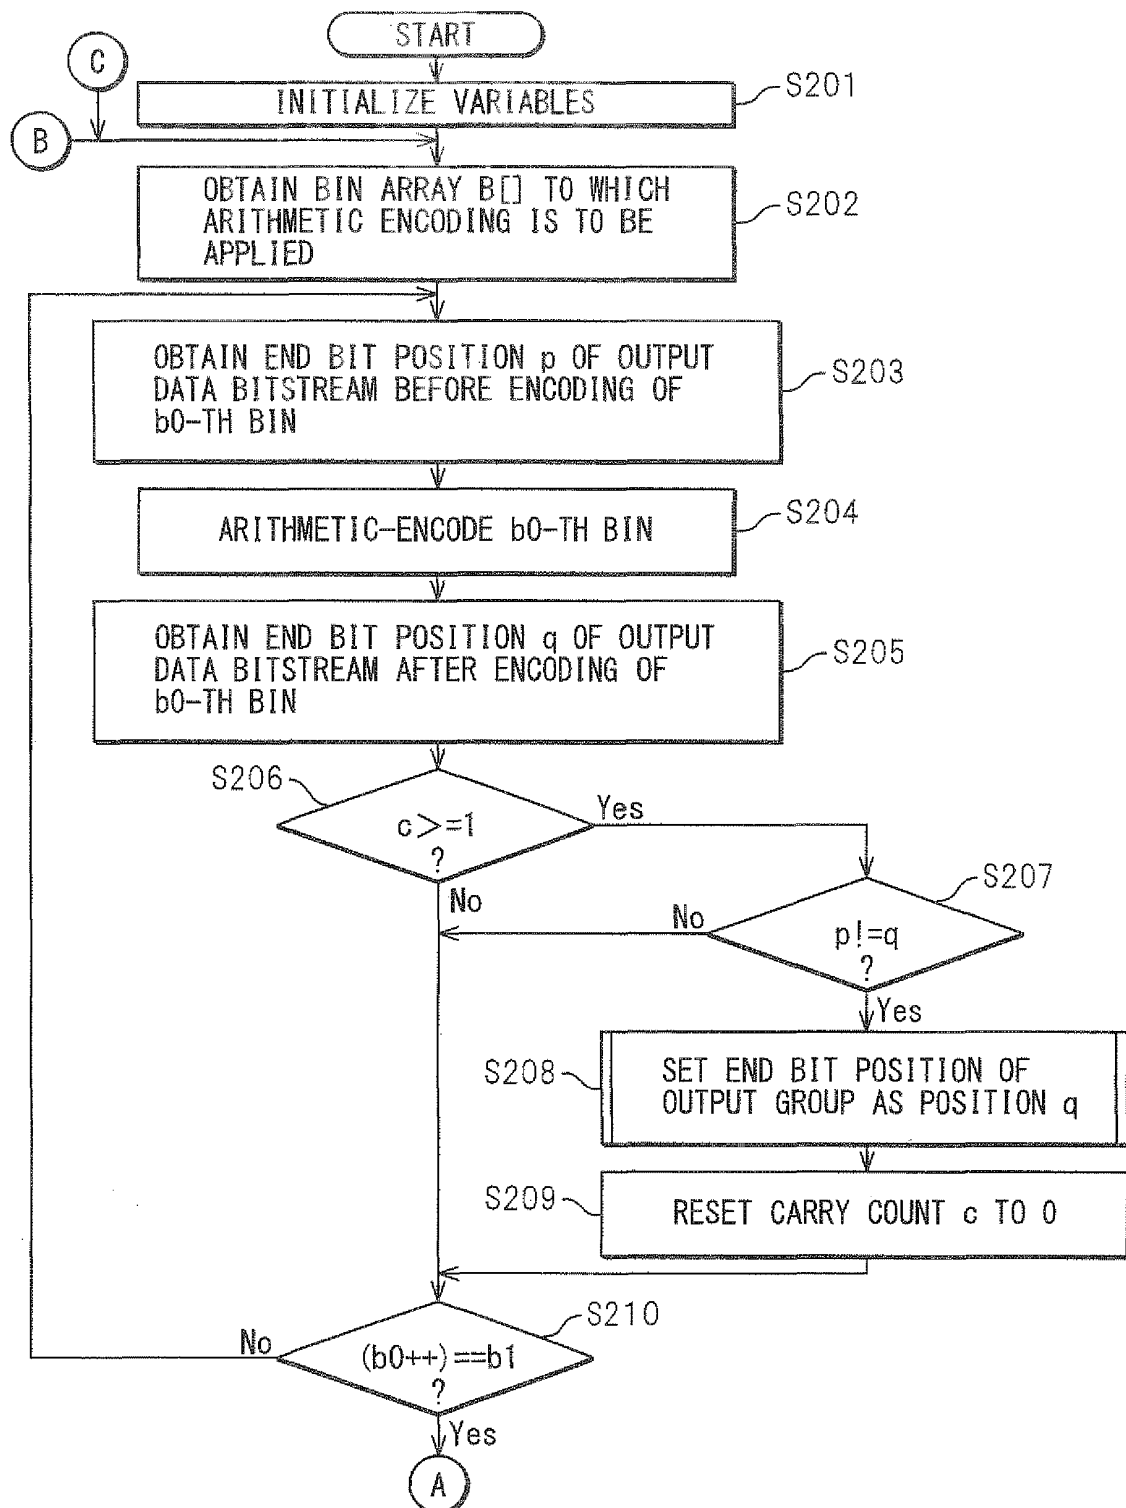 START
C
INITIALIZE VARIABLES
S201
B
OBTAIN BIN ARRAY B[] TO WHICH
ARITHMETIC ENCODING IS TO BE
APPLIED
S202
OBTAIN END BIT POSITION p OF OUTPUT
DATA BITSTREAM BEFORE ENCODING OF
b0-TH BIN
S203
ARITHMETIC-ENCODE b0-TH BIN
S204
OBTAIN END BIT POSITION q OF OUTPUT
DATA BITSTREAM AFTER ENCODING OF
b0-TH BIN
S205
S206
c>=1
?
Yes
No
S207
p!=q
?
No
Yes
S208
SET END BIT POSITION OF
OUTPUT GROUP AS POSITION q
S209
RESET CARRY COUNT c TO 0
S210
(b0++)==b1
?
No
Yes
A